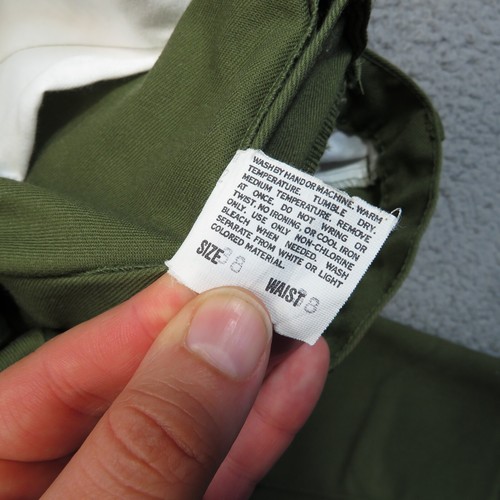 WASH BY HAND OR MACHINE. WARM
TEMPERATURE. TUMBLE DRY.
MEDIUM TEMPERATURE. REMOVE
AT ONCE. DO NOT WRING OR
TWIST. NO IRONING, OR COOL IRON
ONLY. USE ONLY NON-CHLORINE
BLEACH WHEN NEEDED. WASH
SEPARATE FROM WHITE OR LIGHT
COLORED MATERIAL.
SIZE 38 WAIST 38